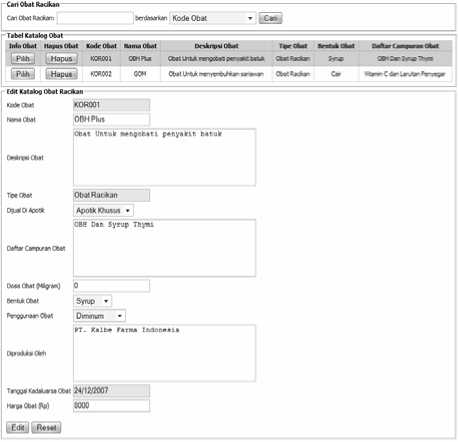 Cari Obat Racikan
Cari Obat Racikan: berdasarkan Kode Obat Cari
Tabel Katalog Obat
Info Obat Hapus Obat Kode Obat Nama Obat Deskripsi Obat Tipe Obat Bentuk Obat Daftar Campuran Obat
Pilih Hapus KOR001 OBH Plus Obat Untuk mengobati penyakit batuk Obat Racikan Syrup OBH Dan Syrup Thymi
Pilih Hapus KOR002 GOM Obat Untuk menyembuhkan sariawan Obat Racikan Cair Vitamin C dan Larutan Penyegar
Edit Katalog Obat Racikan
Kode Obat KOR001
Nama Obat OBH Plus
Deskripsi Obat Obat Untuk mengobati penyakit batuk
Tipe Obat Obat Racikan
Dijual Di Apotik Apotik Khusus
Daftar Campuran Obat OBH Dan Syrup Thymi
Dosis Obat (Miligram) 0
Bentuk Obat Syrup
Penggunaan Obat Diminum
Diproduksi Oleh PT. Kalbe Farma Indonesia
Tanggal Kadaluarsa Obat 24/12/2007
Harga Obat (Rp) 8000
Edit Reset